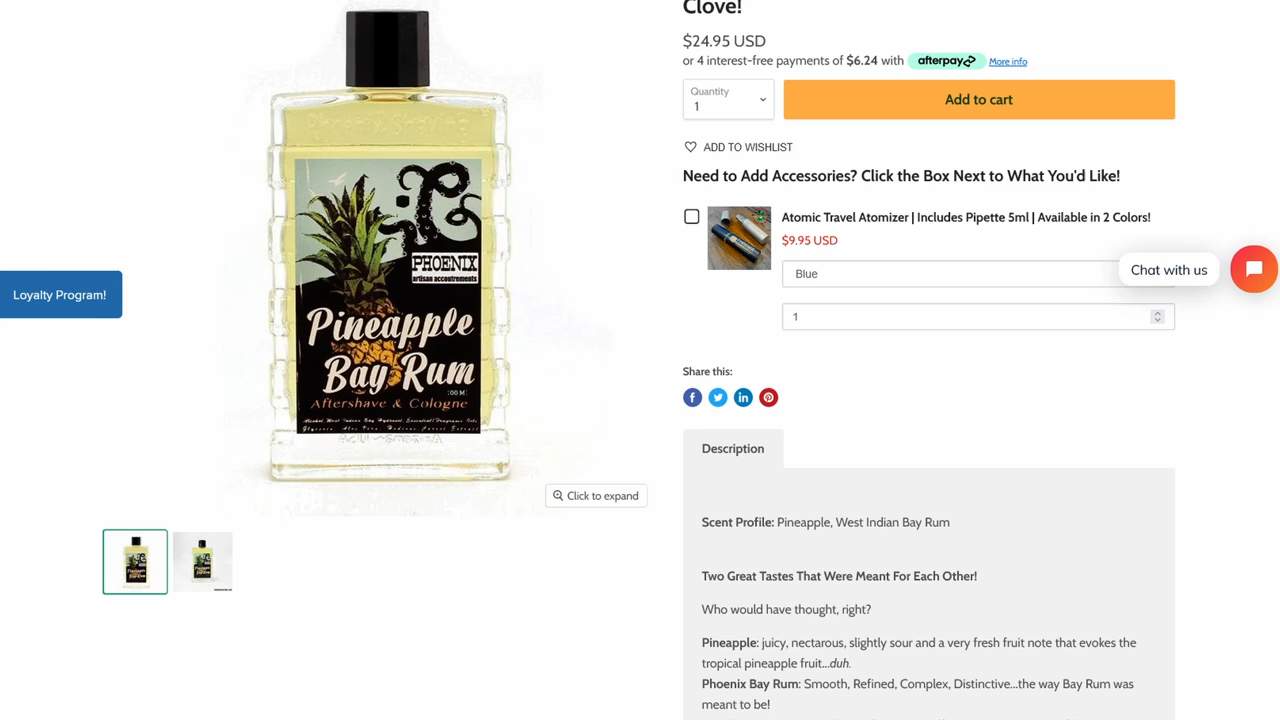 Clove!
$24.95 USD
or 4 interest-free payments of $6.24 with afterpay More info
Quantity
1
Add to cart
ADD TO WISHLIST
Need to Add Accessories? Click the Box Next to What You'd Like!
Atomic Travel Atomizer | Includes Pipette 5ml | Available in 2 Colors!
$9.95 USD
Blue
1
Chat with us
Loyalty Program!
PHOENIX
artisan accoutrements
Pineapple
Bay Rum
Aftershave & Cologne
Click to expand
Share this:
Description
Scent Profile: Pineapple, West Indian Bay Rum
Two Great Tastes That Were Meant For Each Other!
Who would have thought, right?
Pineapple: juicy, nectarous, slightly sour and a very fresh fruit note that evokes the
tropical pineapple fruit...duh.
Phoenix Bay Rum: Smooth, Refined, Complex, Distinctive...the way Bay Rum was
meant to be!